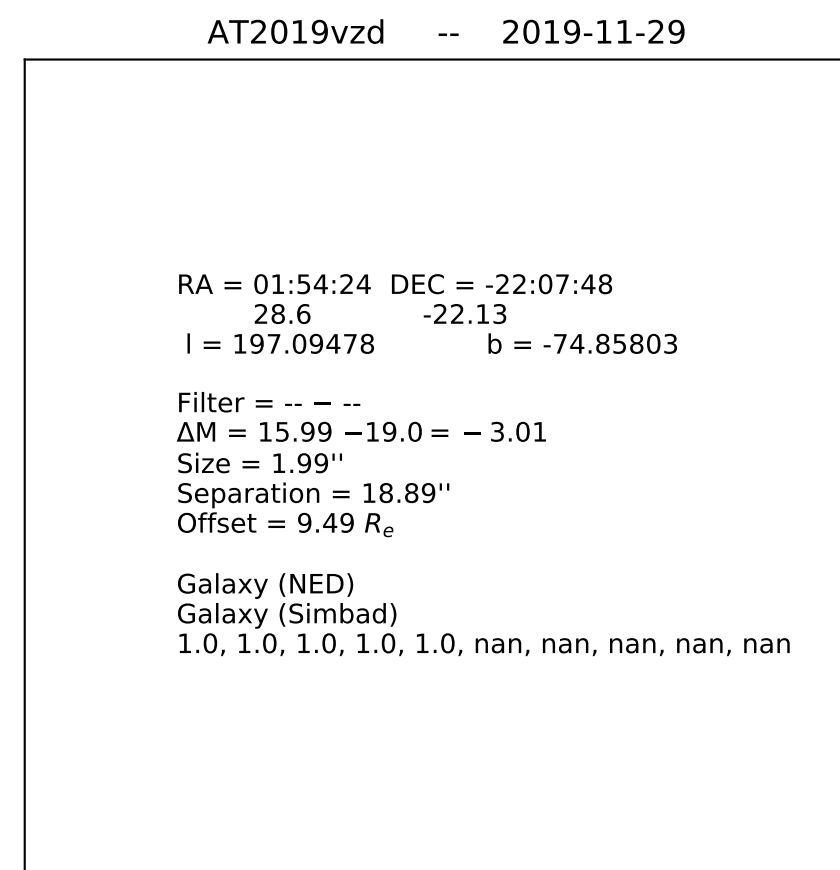 AT2019vzd -- 2019-11-29
RA = 01:54:24 DEC = -22:07:48
28.6 -22.13
l = 197.09478 b = -74.85803
Filter = -- − --
ΔM = 15.99 −19.0 = − 3.01
Size = 1.99''
Separation = 18.89''
Offset = 9.49 Rₑ
Galaxy (NED)
Galaxy (Simbad)
1.0, 1.0, 1.0, 1.0, 1.0, nan, nan, nan, nan, nan